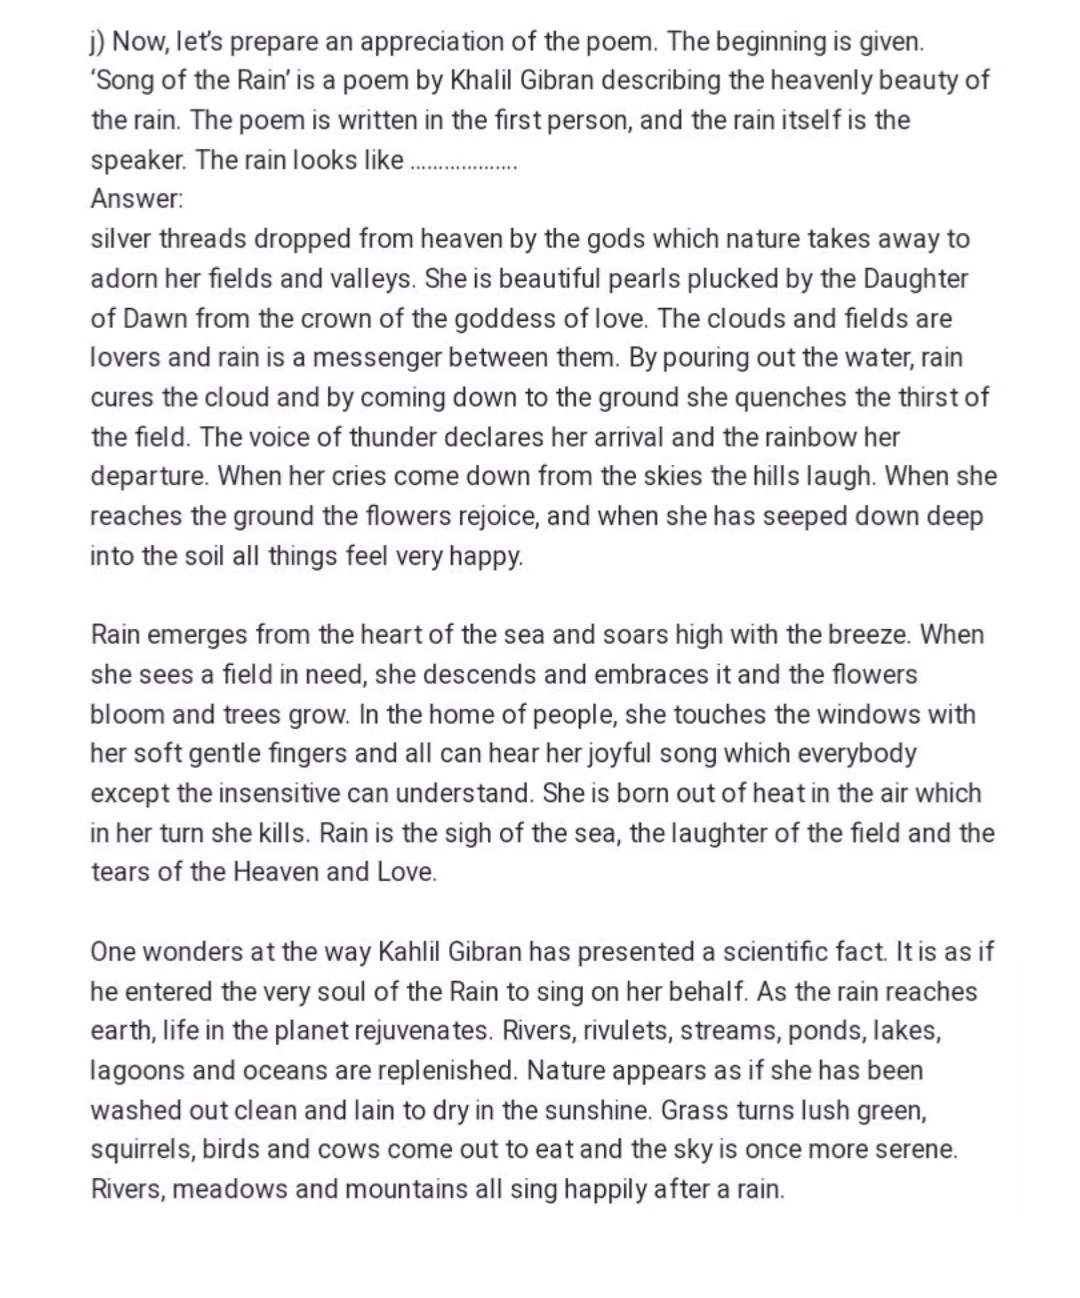 j) Now, let's prepare an appreciation of the poem. The beginning is given.
‘Song of the Rain’ is a poem by Khalil Gibran describing the heavenly beauty of
the rain. The poem is written in the first person, and the rain itself is the
speaker. The rain looks like ...................
Answer:
silver threads dropped from heaven by the gods which nature takes away to
adorn her fields and valleys. She is beautiful pearls plucked by the Daughter
of Dawn from the crown of the goddess of love. The clouds and fields are
lovers and rain is a messenger between them. By pouring out the water, rain
cures the cloud and by coming down to the ground she quenches the thirst of
the field. The voice of thunder declares her arrival and the rainbow her
departure. When her cries come down from the skies the hills laugh. When she
reaches the ground the flowers rejoice, and when she has seeped down deep
into the soil all things feel very happy.

Rain emerges from the heart of the sea and soars high with the breeze. When
she sees a field in need, she descends and embraces it and the flowers
bloom and trees grow. In the home of people, she touches the windows with
her soft gentle fingers and all can hear her joyful song which everybody
except the insensitive can understand. She is born out of heat in the air which
in her turn she kills. Rain is the sigh of the sea, the laughter of the field and the
tears of the Heaven and Love.

One wonders at the way Kahlil Gibran has presented a scientific fact. It is as if
he entered the very soul of the Rain to sing on her behalf. As the rain reaches
earth, life in the planet rejuvenates. Rivers, rivulets, streams, ponds, lakes,
lagoons and oceans are replenished. Nature appears as if she has been
washed out clean and lain to dry in the sunshine. Grass turns lush green,
squirrels, birds and cows come out to eat and the sky is once more serene.
Rivers, meadows and mountains all sing happily after a rain.